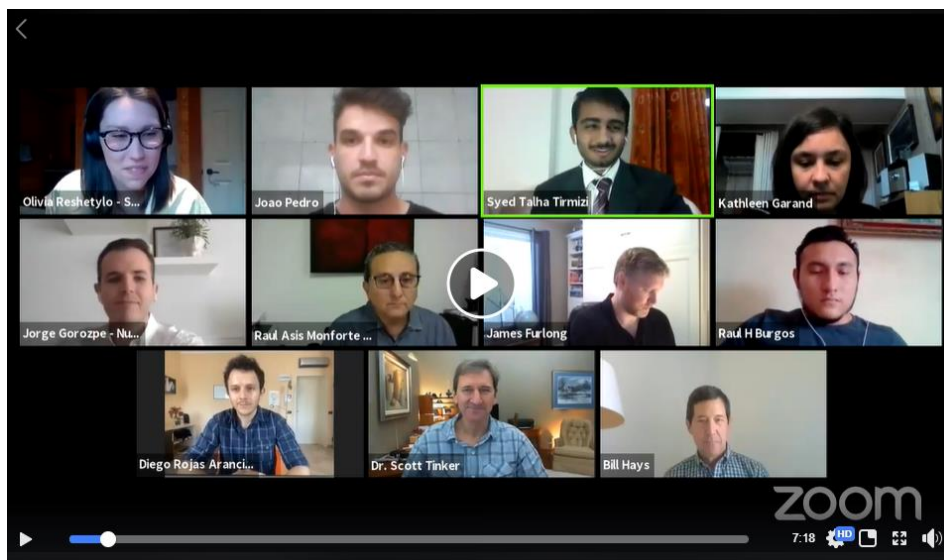 Olivia Reshetylo - S...
Joao Pedro
Syed Talha Tirmizi
Kathleen Garand
Jorge Gorozpe - Nu...
Raul Asis Monforte ...
James Furlong
Raul H Burgos
Diego Rojas Aranci...
Dr. Scott Tinker
Bill Hays
zoom
7:18
HD